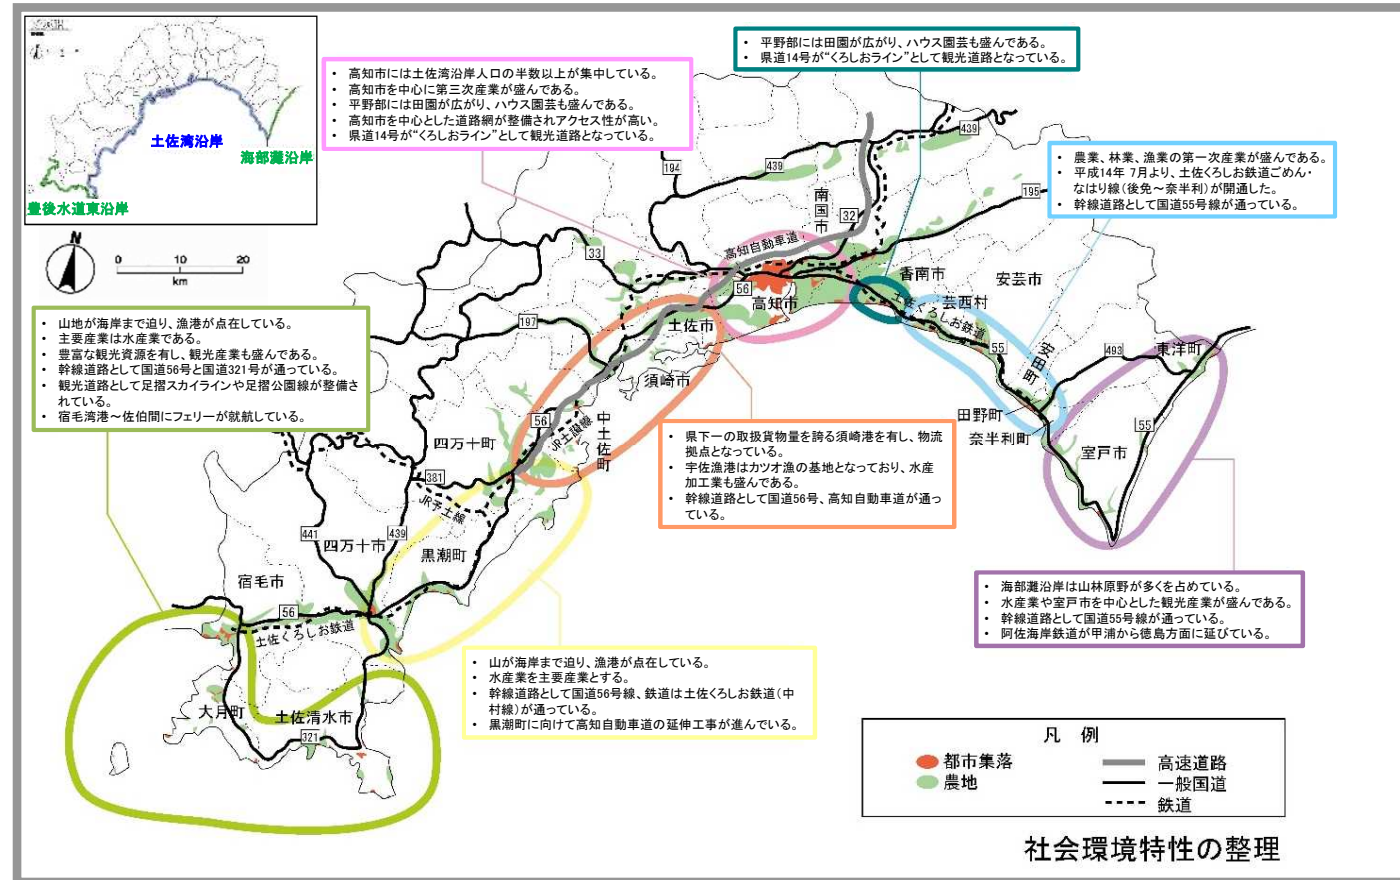 土佐湾沿岸
海部灘沿岸
豊後水道東沿岸
N
0 10 20
km
・ 高知市には土佐湾沿岸人口の半数以上が集中している。
・ 高知市を中心に第三次産業が盛んである。
・ 平野部には田園が広がり、ハウス園芸も盛んである。
・ 高知市を中心とした道路網が整備されアクセス性が高い。
・ 県道14号が“くろしおライン”として観光道路となっている。
・ 平野部には田園が広がり、ハウス園芸も盛んである。
・ 県道14号が“くろしおライン”として観光道路となっている。
・ 農業、林業、漁業の第一次産業が盛んである。
・ 平成14年 7月より、土佐くろしお鉄道ごめん・
なはり線(後免～奈半利)が開通した。
・ 幹線道路として国道55号線が通っている。
・ 山地が海岸まで迫り、漁港が点在している。
・ 主要産業は水産業である。
・ 豊富な観光資源を有し、観光産業も盛んである。
・ 幹線道路として国道56号と国道321号が通っている。
・ 観光道路として足摺スカイラインや足摺公園線が整備さ
れている。
・ 宿毛湾港～佐伯間にフェリーが就航している。
・ 県下一の取扱貨物量を誇る須崎港を有し、物流
拠点となっている。
・ 宇佐漁港はカツオ漁の基地となっており、水産
加工業も盛んである。
・ 幹線道路として国道56号、高知自動車道が通っ
ている。
・ 海部灘沿岸は山林原野が多くを占めている。
・ 水産業や室戸市を中心とした観光産業が盛んである。
・ 幹線道路として国道55号線が通っている。
・ 阿佐海岸鉄道が甲浦から徳島方面に延びている。
・ 山が海岸まで迫り、漁港が点在している。
・ 水産業を主要産業とする。
・ 幹線道路として国道56号線、鉄道は土佐くろしお鉄道(中
村線)が通っている。
・ 黒潮町に向けて高知自動車道の延伸工事が進んでいる。
439
194
439
195
南国市
32
高知自動車道
33
56
高知市
香南市
安芸市
芸西村
土佐くろしお鉄道
197
土佐市
55
安田町
493
東洋町
須崎市
田野町
奈半利町
55
室戸市
56
JR土讃線
中土佐町
四万十町
381
JR予土線
441
439
四万十市
黒潮町
宿毛市
56
土佐くろしお鉄道
大月町
土佐清水市
321
凡 例
都市集落
農地
高速道路
一般国道
鉄道
社会環境特性の整理